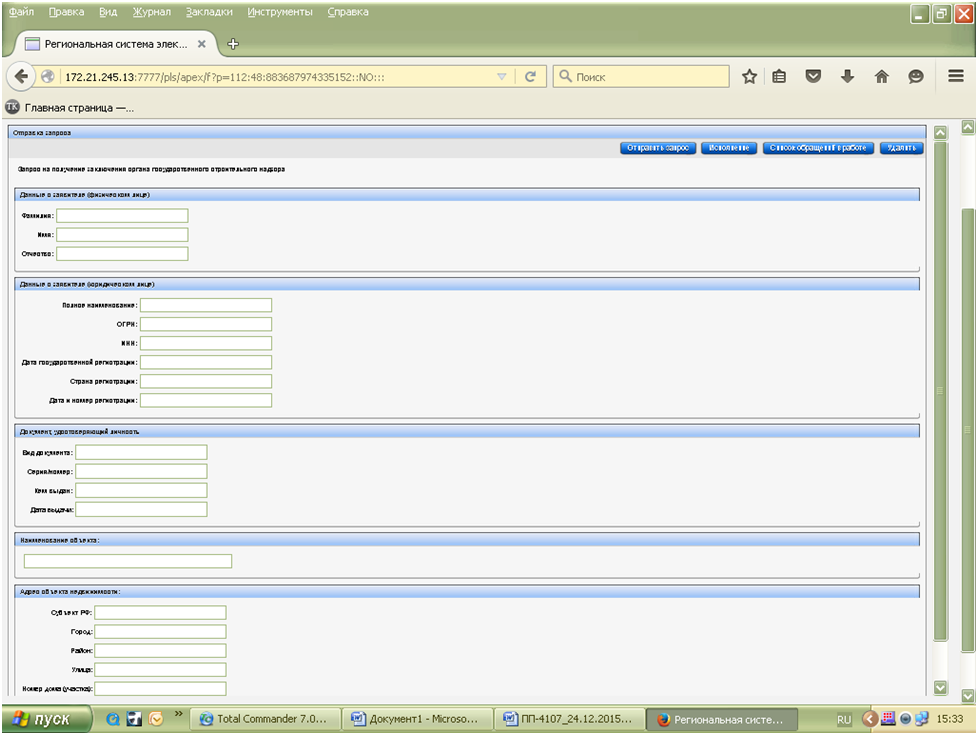 Файл Правка Вид Журнал Закладки Инструменты Справка
Региональная система элек...
172.21.245.13:7777/pls/apex/f?p=112:48:883687974335152::NO:::
Поиск
ТК Главная страница —...
Отправка запроса
Отправить запрос Исполнение Список обращений в работе Удалить
Запрос на получение заключения органа государственного строительного надзора
Данные о заявителе (физическом лице)
Фамилия:
Имя:
Отчество:
Данные о заявителе (юридическом лице)
Полное наименование:
ОГРН:
ИНН:
Дата государственной регистрации:
Страна регистрации:
Дата и номер регистрации:
Документ, удостоверяющий личность
Вид документа:
Серия/номер:
Кем выдан:
Дата выдачи:
Наименование объекта:
Адрес объекта недвижимости:
Субъект РФ:
Город:
Район:
Улица:
Номер дома (участка):
пуск » Total Commander 7.0... Документ1 - Microso... ПП-4107_24.12.2015... Региональная систе... RU 15:33